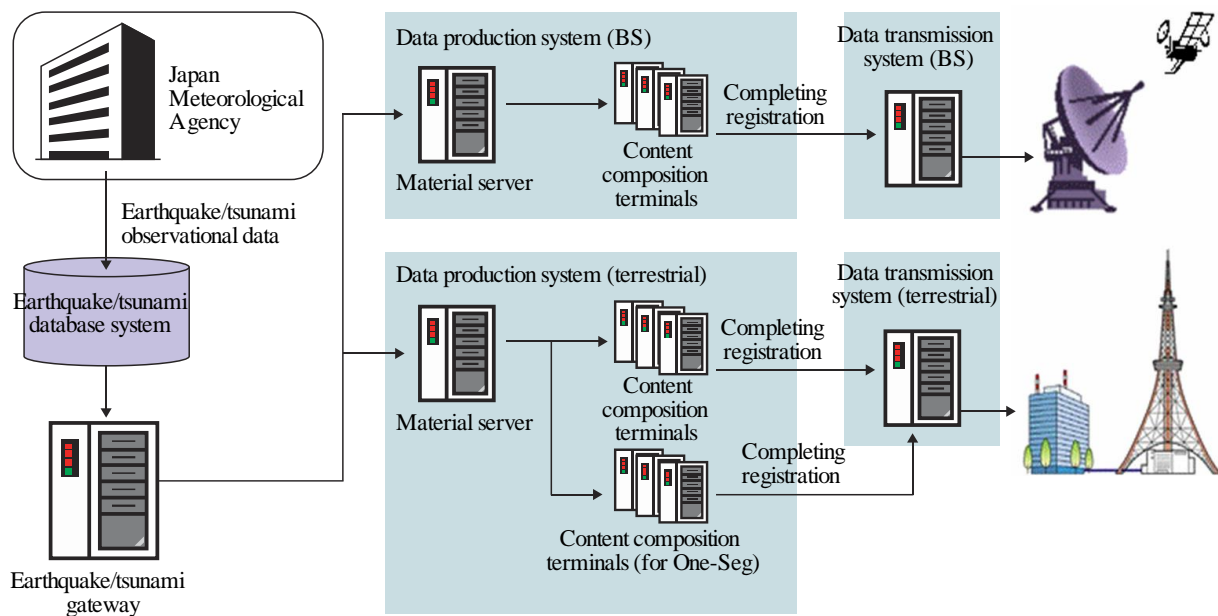 Japan
Meteorological
Agency
Earthquake/tsunami
observational data
Earthquake/tsunami
database system
Earthquake/tsunami
gateway
Data production system (BS)
Material server
Content
composition
terminals
Completing
registration
Data transmission
system (BS)
Data production system (terrestrial)
Material server
Content
composition
terminals
Completing
registration
Content composition
terminals (for One-Seg)
Completing
registration
Data transmission
system (terrestrial)